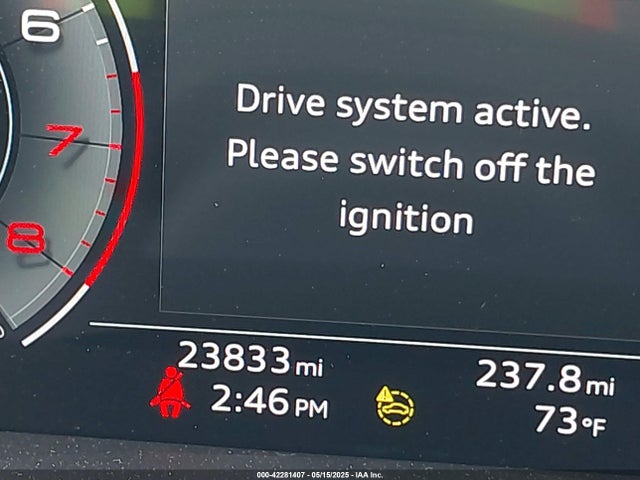 6
7
8
Drive system active.
Please switch off the
ignition
23833 mi
237.8 mi
2:46 PM
73°F
000-42281407 - 05/15/2025 - IAA Inc.